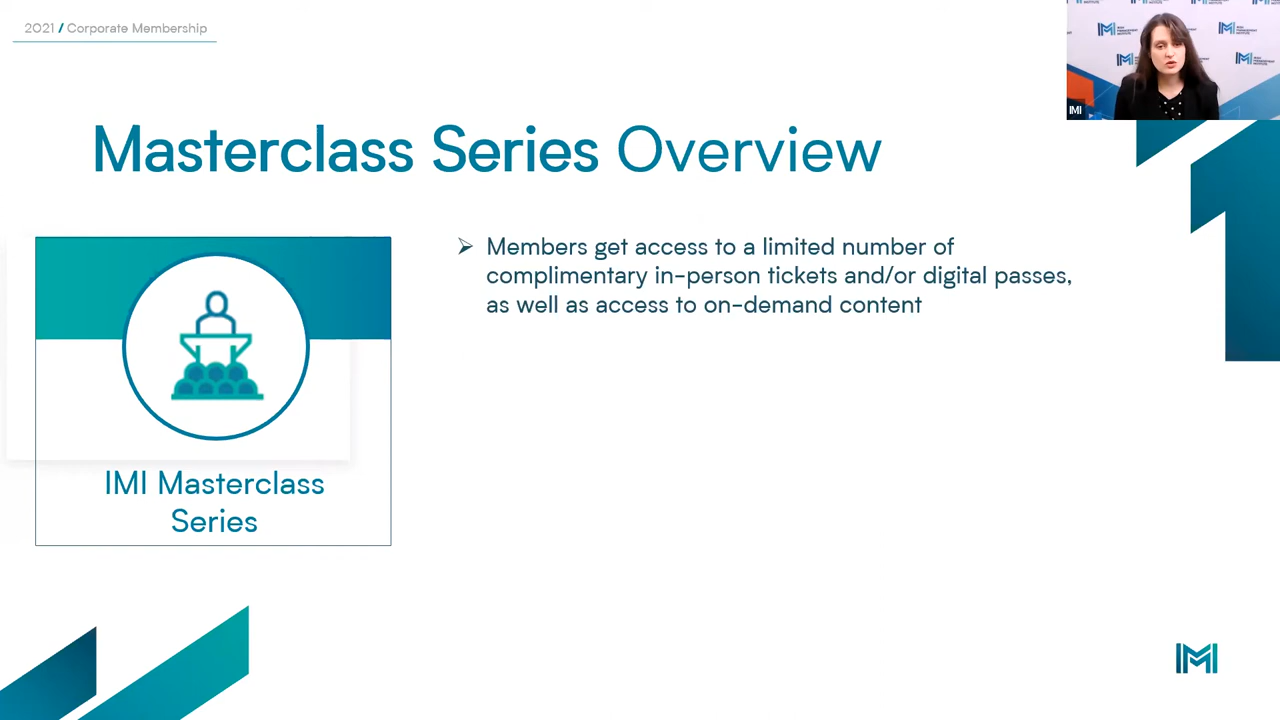 2021 / Corporate Membership
IMI
Masterclass Series Overview
➢ Members get access to a limited number of
complimentary in-person tickets and/or digital passes,
as well as access to on-demand content
IMI Masterclass
Series
IMI